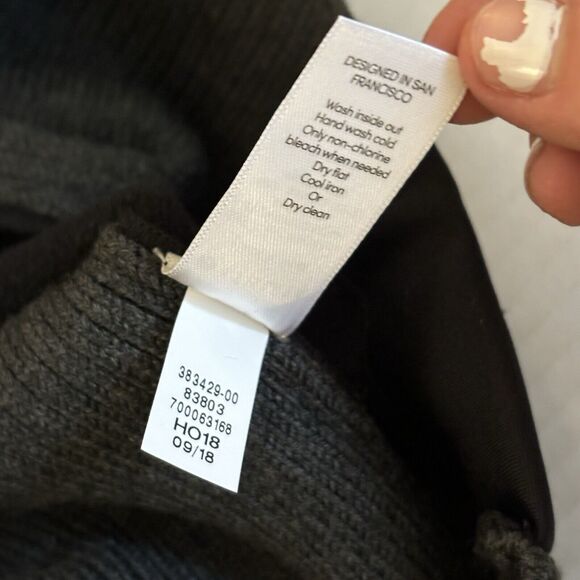 DESIGNED IN SAN
FRANCISCO
Wash inside out
Hand wash cold
Only non-chlorine
bleach when needed
Dry flat
Cool iron
Or
Dry clean
383429-00
83803
700063168
HO18
09/18